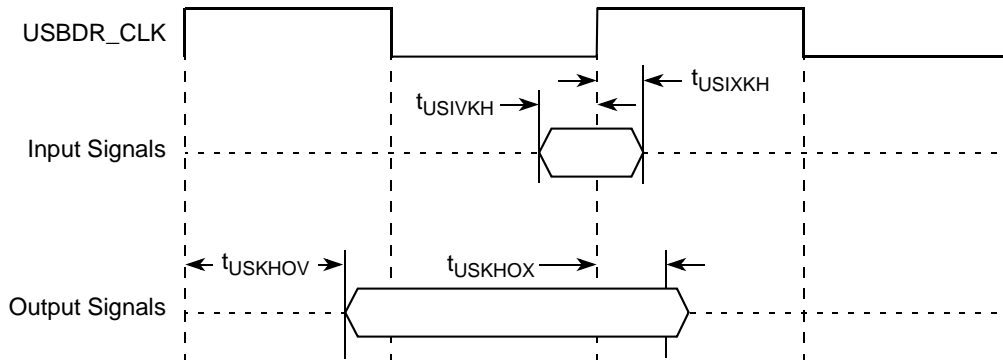 USBDR_CLK
tUSIXKH
tUSIVKH
Input Signals
tUSKHOV
tUSKHOX
Output Signals